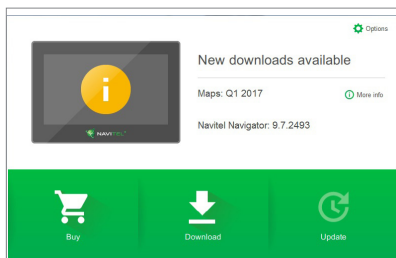 Options
New downloads available
Maps: Q1 2017
More info
Navitel Navigator: 9.7.2493
NAVITEL
Buy
Download
Update